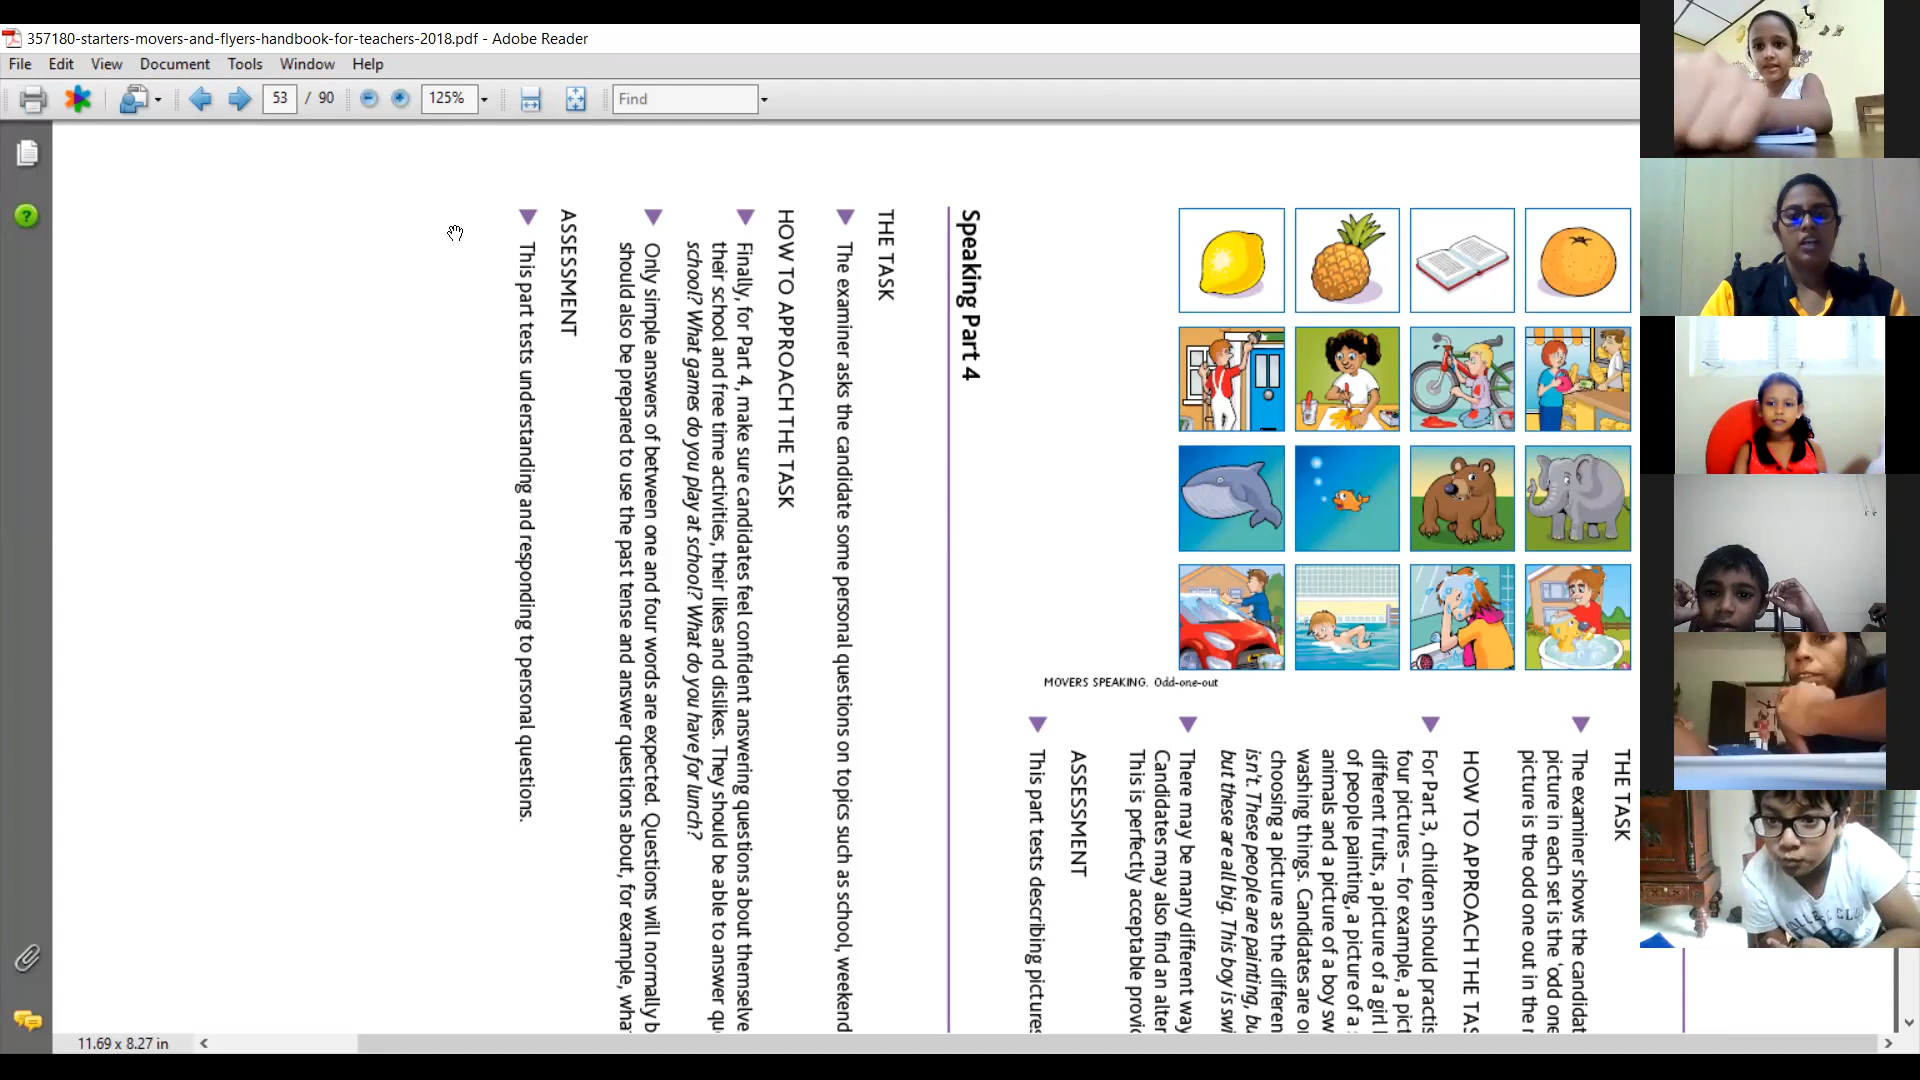 357180-starters-movers-and-flyers-handbook-for-teachers-2018.pdf - Adobe Reader
File Edit View Document Tools Window Help
53 / 90 125% Find
THE TASK
The examiner shows the candidat
picture in each set is the 'odd one
picture is the odd one out in the r
HOW TO APPROACH THE TAS
For Part 3, children should practis
four pictures – for example, a pict
different fruits, a picture of a girl
of people painting, a picture of a
animals and a picture of a boy sw
washing things. Candidates are o
choosing a picture as the differen
isn't. These people are painting, bu
but these are all big. This boy is swi
There may be many different way
Candidates may also find an alter
This is perfectly acceptable provid
ASSESSMENT
This part tests describing pictures
MOVERS SPEAKING. Odd-one-out
Speaking Part 4
THE TASK
The examiner asks the candidate some personal questions on topics such as school, weekend
HOW TO APPROACH THE TASK
Finally, for Part 4, make sure candidates feel confident answering questions about themselve
their school and free time activities, their likes and dislikes. They should be able to answer qu
school? What games do you play at school? What do you have for lunch?
Only simple answers of between one and four words are expected. Questions will normally b
should also be prepared to use the past tense and answer questions about, for example, wha
ASSESSMENT
This part tests understanding and responding to personal questions.
11.69 x 8.27 in